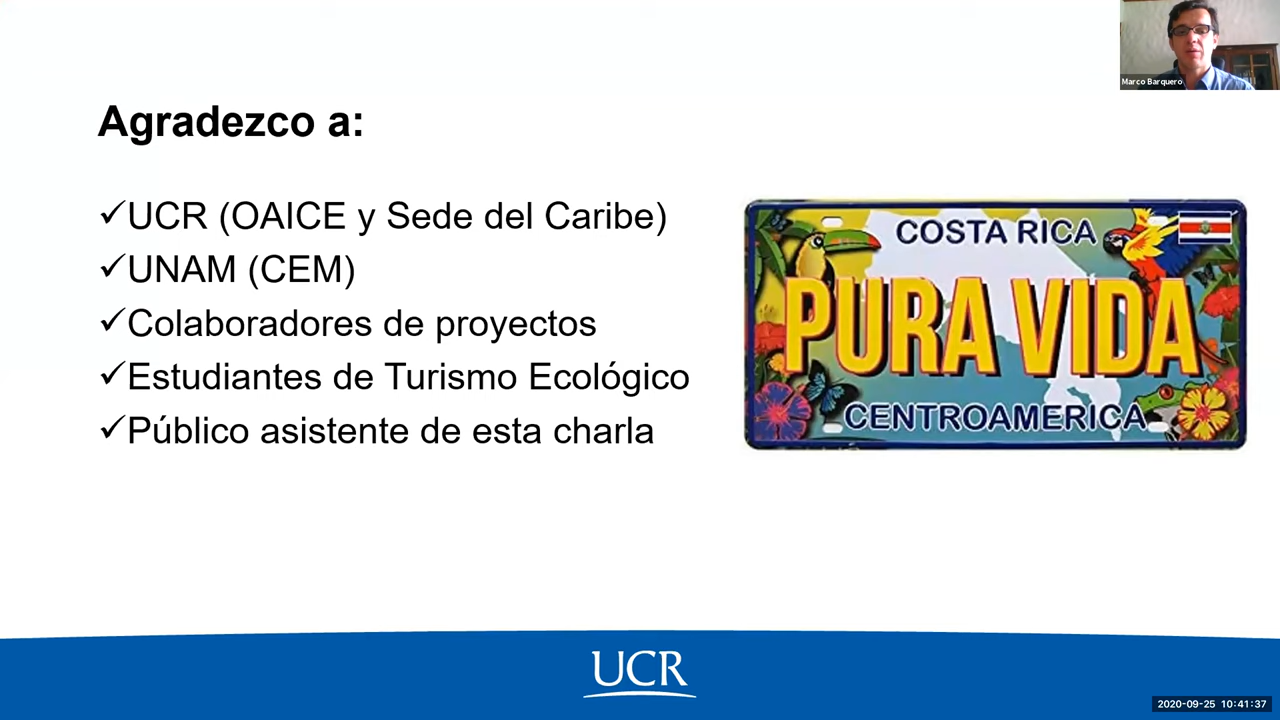 Marco Barquero
Agradezco a:
✓UCR (OAICE y Sede del Caribe)
✓UNAM (CEM)
✓Colaboradores de proyectos
✓Estudiantes de Turismo Ecológico
✓Público asistente de esta charla
COSTA RICA
PURA VIDA
CENTROAMERICA
UCR
2020-09-25 10:41:37